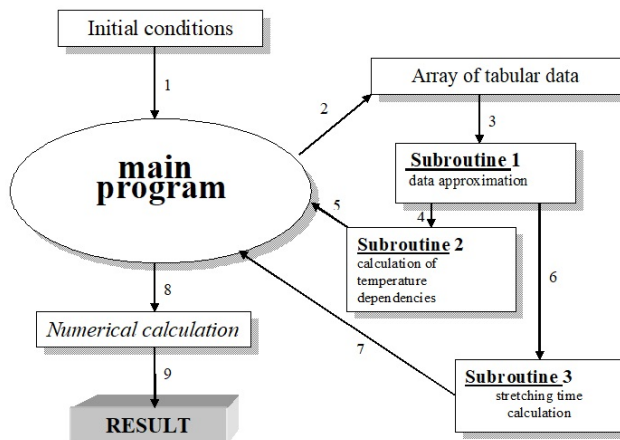 Initial conditions
1
2
Array of tabular data
3
main
program
Subroutine 1
data approximation
4
5
Subroutine 2
calculation of
temperature
dependencies
6
7
8
Numerical calculation
9
Subroutine 3
stretching time
calculation
RESULT